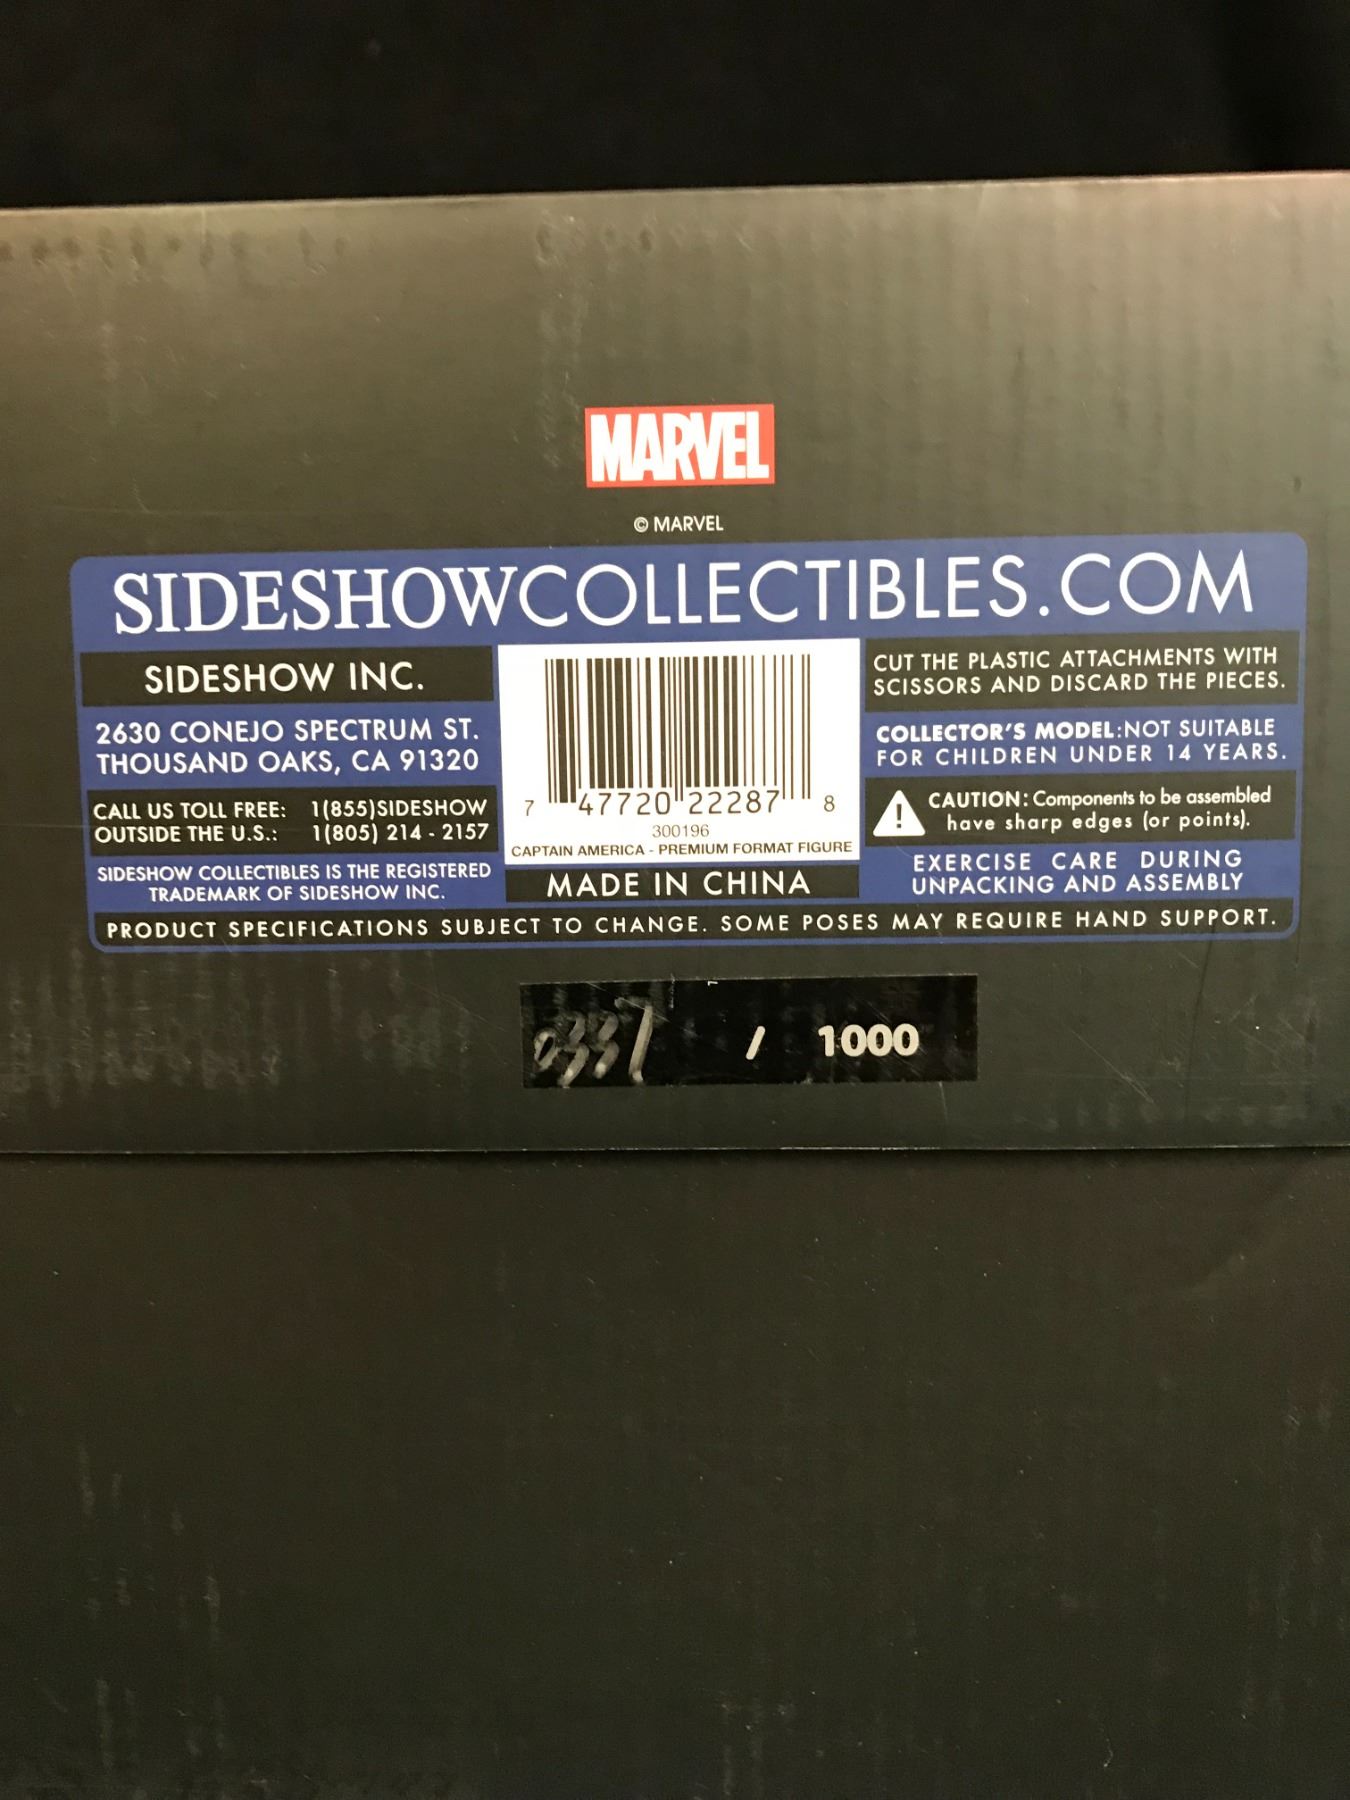 MARVEL
© MARVEL
SIDESHOWCOLLECTIBLES.COM
SIDESHOW INC.
2630 CONEJO SPECTRUM ST.
THOUSAND OAKS, CA 91320
CALL US TOLL FREE: 1(855)SIDESHOW
OUTSIDE THE U.S.: 1(805) 214 - 2157
SIDESHOW COLLECTIBLES IS THE REGISTERED
TRADEMARK OF SIDESHOW INC.
7 47720 22287 8
300196
CAPTAIN AMERICA - PREMIUM FORMAT FIGURE
MADE IN CHINA
CUT THE PLASTIC ATTACHMENTS WITH
SCISSORS AND DISCARD THE PIECES.
COLLECTOR'S MODEL:NOT SUITABLE
FOR CHILDREN UNDER 14 YEARS.
CAUTION: Components to be assembled
have sharp edges (or points).
EXERCISE CARE DURING
UNPACKING AND ASSEMBLY
PRODUCT SPECIFICATIONS SUBJECT TO CHANGE. SOME POSES MAY REQUIRE HAND SUPPORT.
0337 / 1000